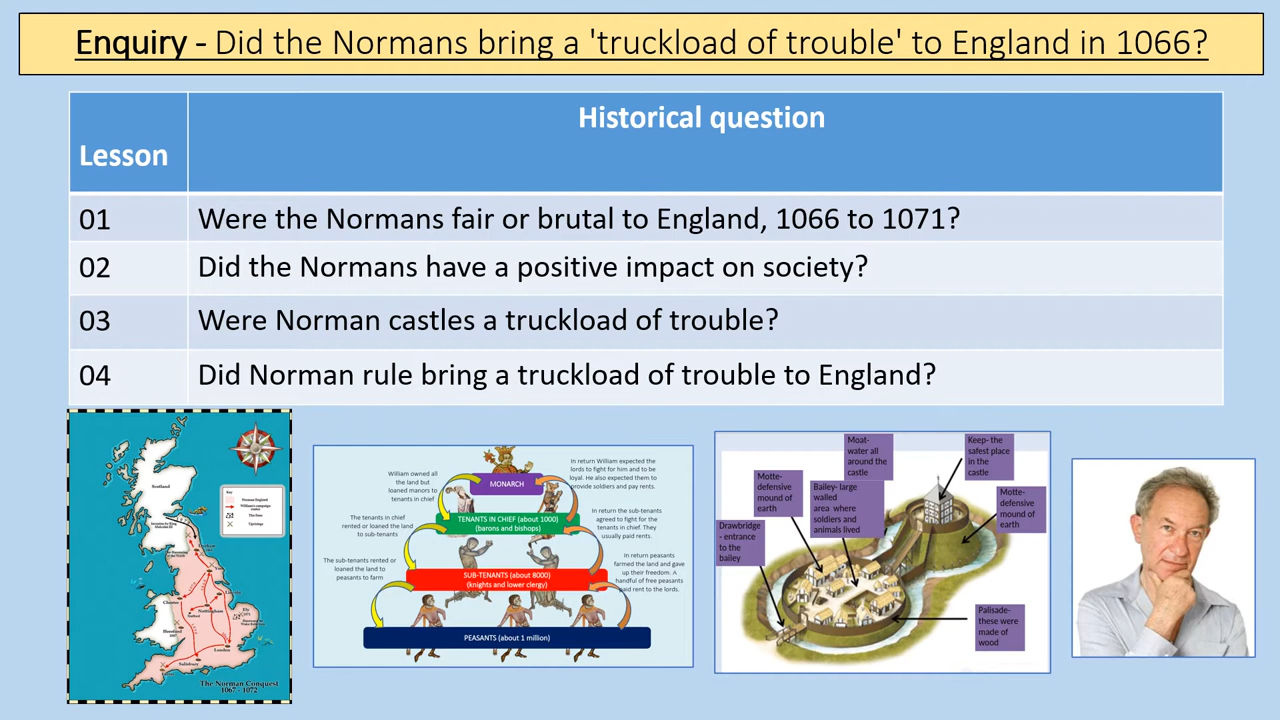 Enquiry - Did the Normans bring a 'truckload of trouble' to England in 1066?
Lesson
Historical question
01
Were the Normans fair or brutal to England, 1066 to 1071?
02
Did the Normans have a positive impact on society?
03
Were Norman castles a truckload of trouble?
04
Did Norman rule bring a truckload of trouble to England?
Scotland
Key
Norman England
Nottingham
London
Salisbury
The Norman Conquest
1067 - 1072
William owned all
the land but
loaned manors to
tenants in chief
MONARCH
In return William expected the
lords to fight for him and to be
loyal. He also expected them to
provide soldiers and pay rents.
The tenants in chief
rented or loaned the land
to sub-tenants
TENANTS IN CHIEF (about 1000)
(barons and bishops)
In return the sub-tenants
agreed to fight for the
tenants in chief. They
usually paid rents.
The sub-tenants rented or
loaned the land to
peasants to farm
SUB-TENANTS (about 8000)
(knights and lower clergy)
In return peasants
farmed the land and gave
up their freedom. A
handful of free peasants
paid rent to the lords.
PEASANTS (about 1 million)
Moat-
water all
around the
castle
Keep- the
safest place
in the
castle
Motte-
defensive
mound of
earth
Bailey- large
walled
area where
soldiers and
animals lived
Motte-
defensive
mound of
earth
Drawbridge
- entrance
to the
bailey
Palisade-
these were
made of
wood